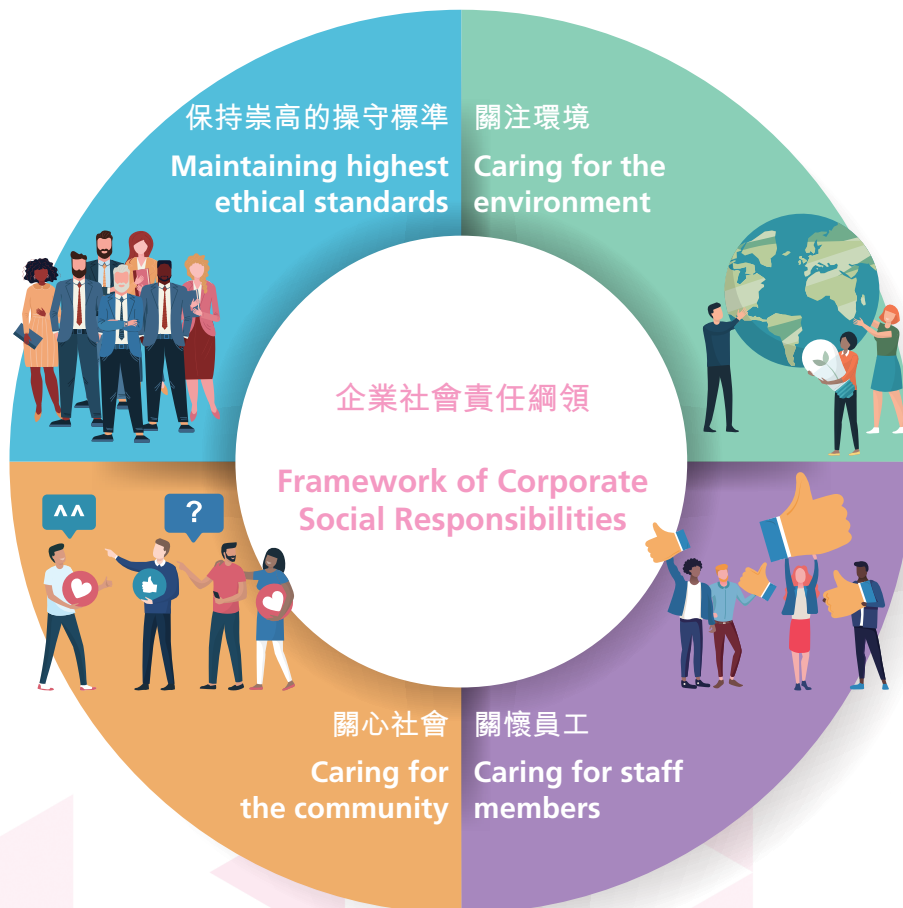 保持崇高的操守標準
Maintaining highest
ethical standards
關注環境
Caring for the
environment
企業社會責任綱領
Framework of Corporate
Social Responsibilities
^^
?
關心社會
Caring for
the community
關懷員工
Caring for staff
members